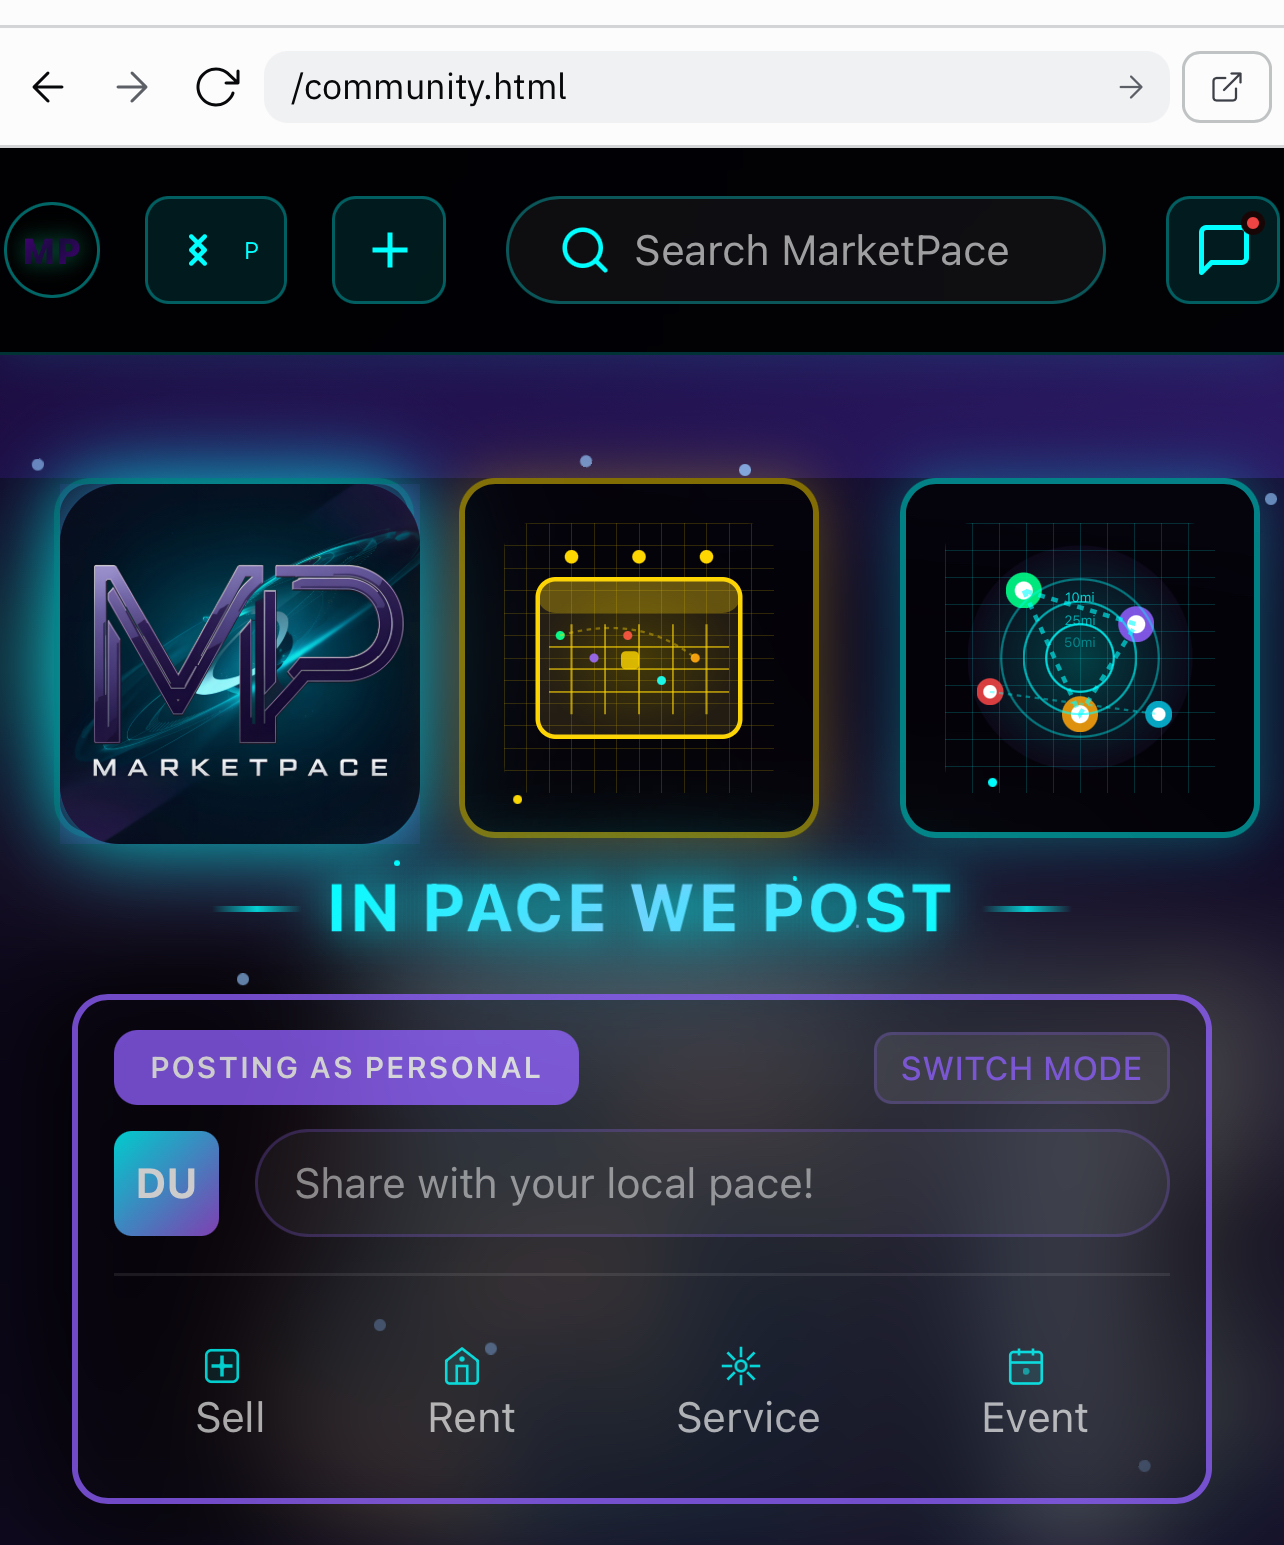 /community.html
MP
P
Search MarketPace
MP
MARKETPACE
10mi
25mi
50mi
IN PACE WE POST
POSTING AS PERSONAL
SWITCH MODE
DU
Share with your local pace!
Sell
Rent
Service
Event